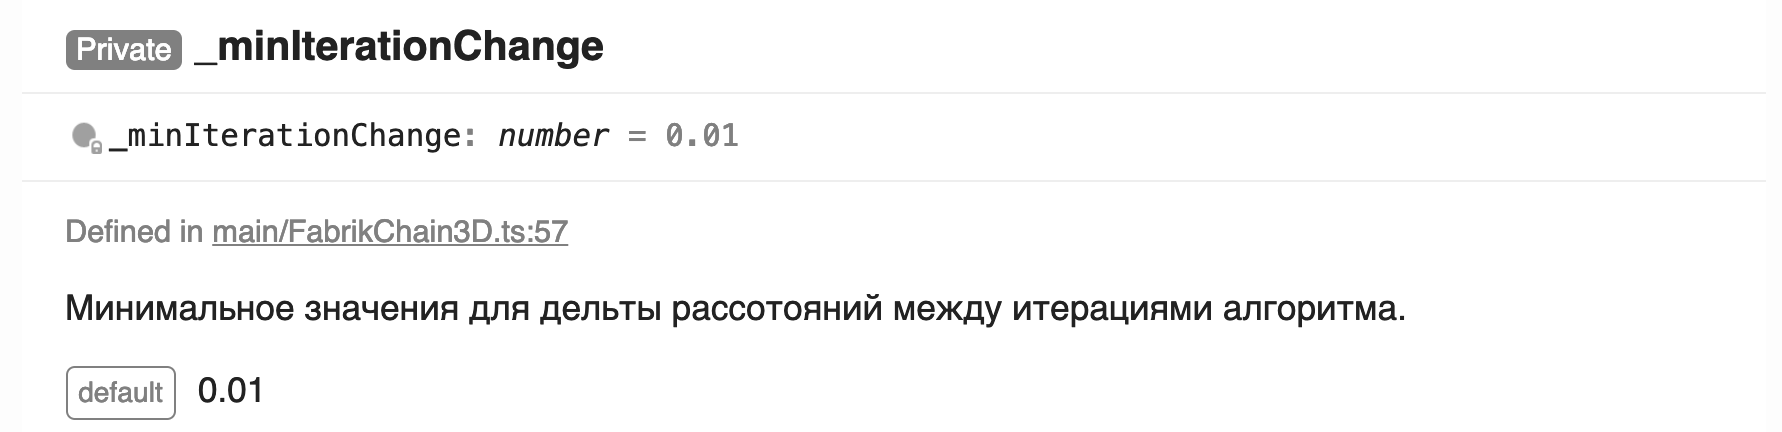 Private _minIterationChange
_minIterationChange: number = 0.01
Defined in main/FabrikChain3D.ts:57
Минимальное значения для дельты рассотояний между итерациями алгоритма.
default 0.01